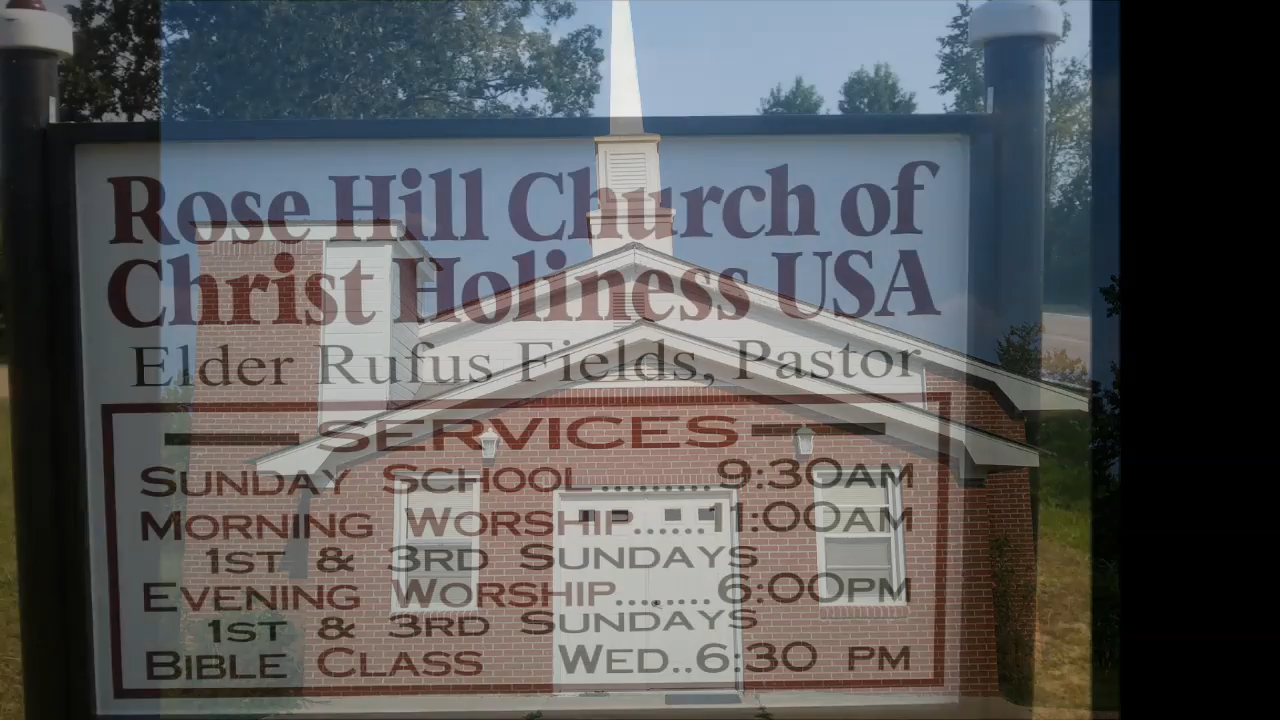 Rose Hill Church of
Christ Holiness USA
Elder Rufus Fields, Pastor
SERVICES
SUNDAY SCHOOL.........9:30AM
MORNING WORSHIP......11:00AM
1ST & 3RD SUNDAYS
EVENING WORSHIP........6:00PM
1ST & 3RD SUNDAYS
BIBLE CLASS WED..6:30 PM